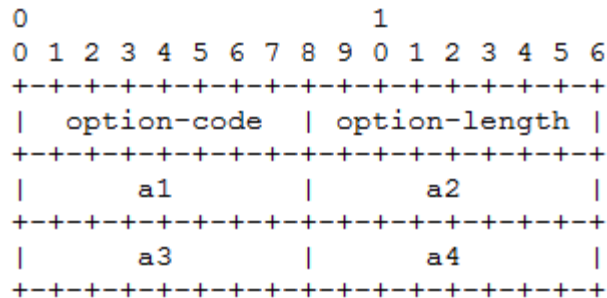 0                   1
0 1 2 3 4 5 6 7 8 9 0 1 2 3 4 5 6
+-+-+-+-+-+-+-+-+-+-+-+-+-+-+-+-+
|  option-code  | option-length |
+-+-+-+-+-+-+-+-+-+-+-+-+-+-+-+-+
|      a1       |      a2       |
+-+-+-+-+-+-+-+-+-+-+-+-+-+-+-+-+
|      a3       |      a4       |
+-+-+-+-+-+-+-+-+-+-+-+-+-+-+-+-+